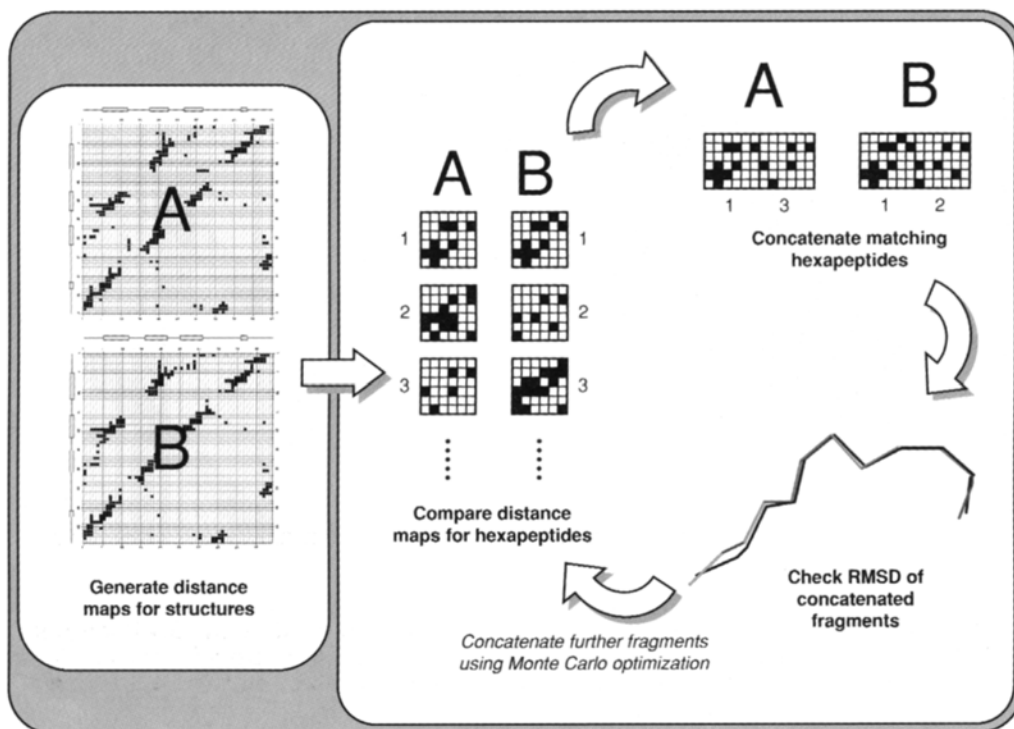 A
B
Generate distance
maps for structures
A B
1 1
2 2
3 3
Compare distance
maps for hexapeptides
A B
1 3 1 2
Concatenate matching
hexapeptides
Check RMSD of
concatenated
fragments
Concatenate further fragments
using Monte Carlo optimization